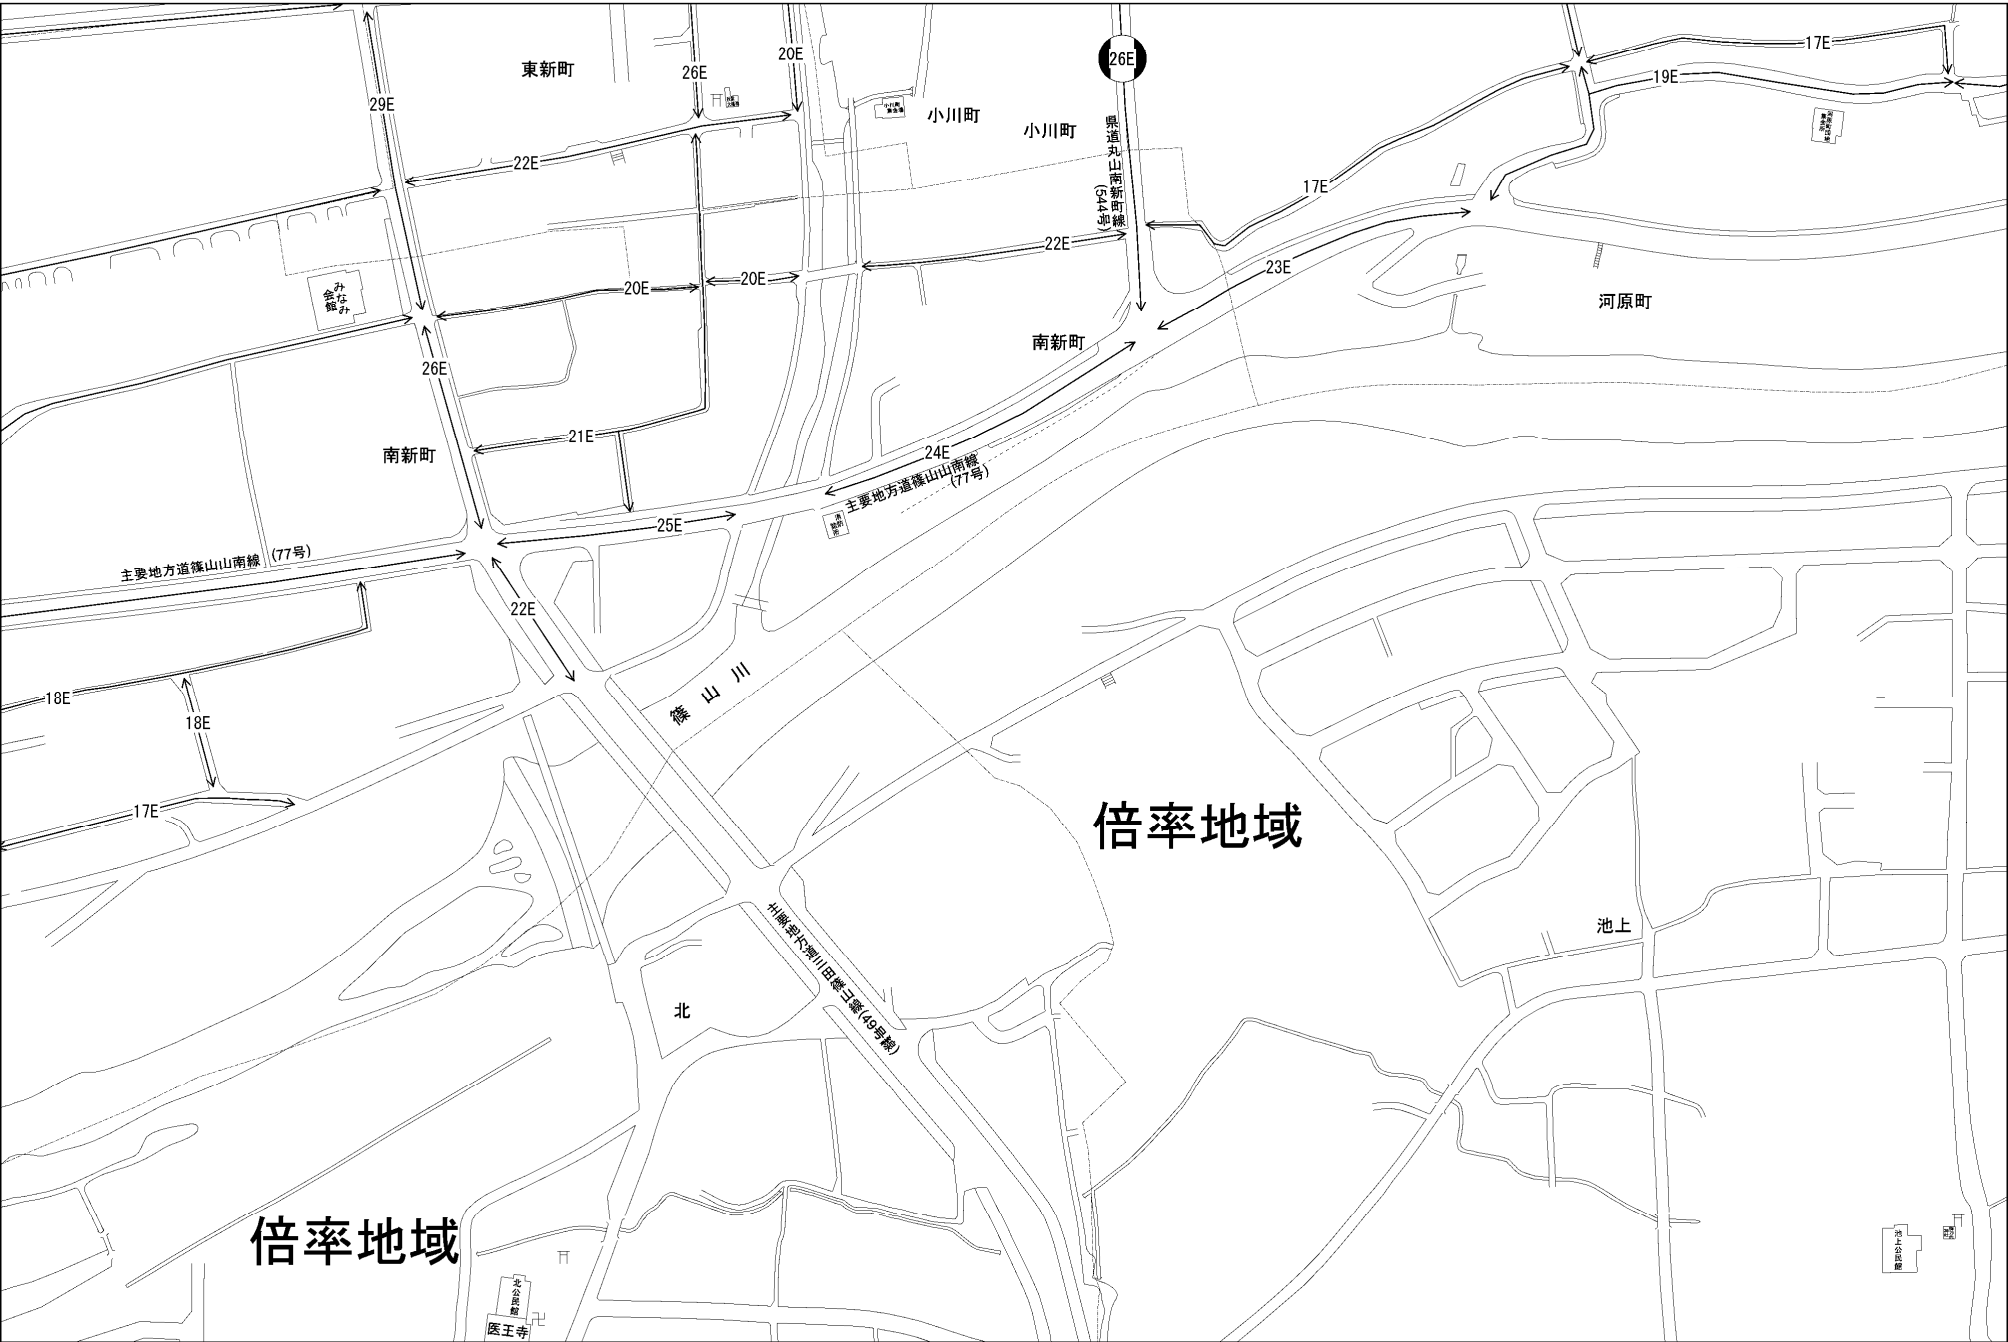 17E
19E
26E
20E
26E
29E
東新町
小川町
小川町
県道丸山南新町線
(544号)
22E
17E
22E
23E
20E
20E
みなみ
会館
河原町
南新町
26E
21E
南新町
24E
主要地方道篠山山南線
(77号)
消防
25E
主要地方道篠山山南線 (77号)
22E
18E
18E
17E
篠山川
倍率地域
池上
主要地方道三田篠山線(49号線)
北
倍率地域
池上公民館
北公民館
医王寺